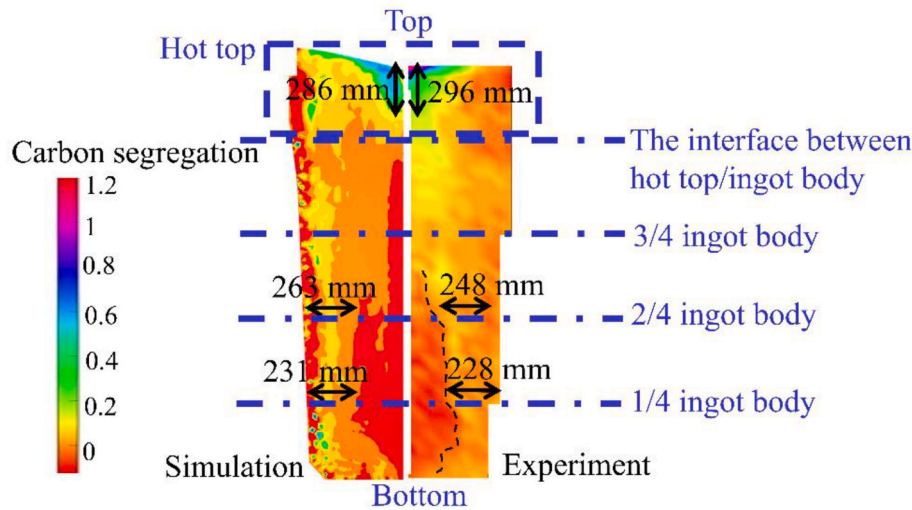 Top
Hot top
286 mm
296 mm
Carbon segregation
The interface between
hot top/ingot body
1.2
1
0.8
0.6
0.4
0.2
0
3/4 ingot body
263 mm
248 mm
2/4 ingot body
231 mm
228 mm
1/4 ingot body
Simulation
Experiment
Bottom